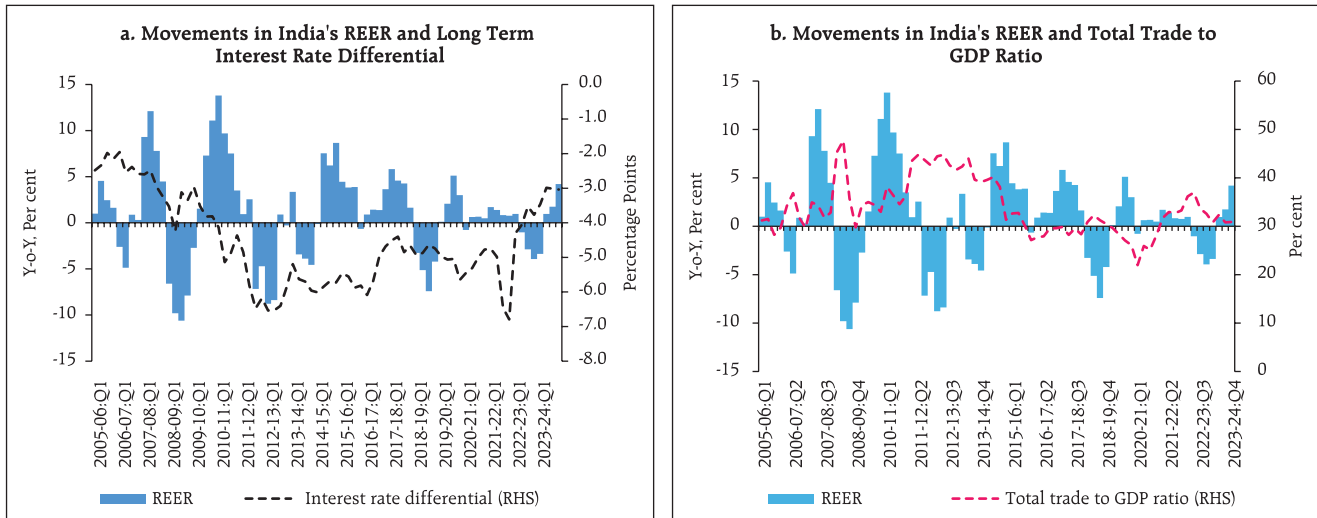 a. Movements in India's REER and Long Term
Interest Rate Differential
15
10
5
0
-5
-10
-15
Y-o-Y, Per cent
0.0
-1.0
-2.0
-3.0
-4.0
-5.0
-6.0
-7.0
-8.0
Percentage Points
2005-06:Q1
2006-07:Q1
2007-08:Q1
2008-09:Q1
2009-10:Q1
2010-11:Q1
2011-12:Q1
2012-13:Q1
2013-14:Q1
2014-15:Q1
2015-16:Q1
2016-17:Q1
2017-18:Q1
2018-19:Q1
2019-20:Q1
2020-21:Q1
2021-22:Q1
2022-23:Q1
2023-24:Q1
REER
Interest rate differential (RHS)
b. Movements in India's REER and Total Trade to
GDP Ratio
15
10
5
0
-5
-10
-15
Y-o-Y, Per cent
60
50
40
30
20
10
0
Per cent
2005-06:Q1
2006-07:Q2
2007-08:Q3
2008-09:Q4
2010-11:Q1
2011-12:Q2
2012-13:Q3
2013-14:Q4
2015-16:Q1
2016-17:Q2
2017-18:Q3
2018-19:Q4
2020-21:Q1
2021-22:Q2
2022-23:Q3
2023-24:Q4
REER
Total trade to GDP ratio (RHS)